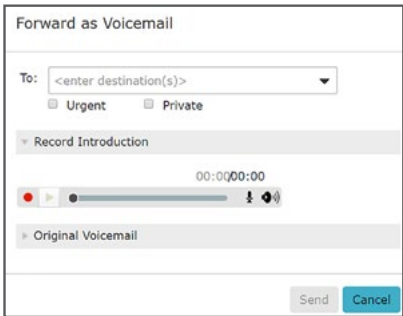 Forward as Voicemail
To: <enter destination(s)>
Urgent Private
Record Introduction
00:00/00:00
Original Voicemail
Send Cancel